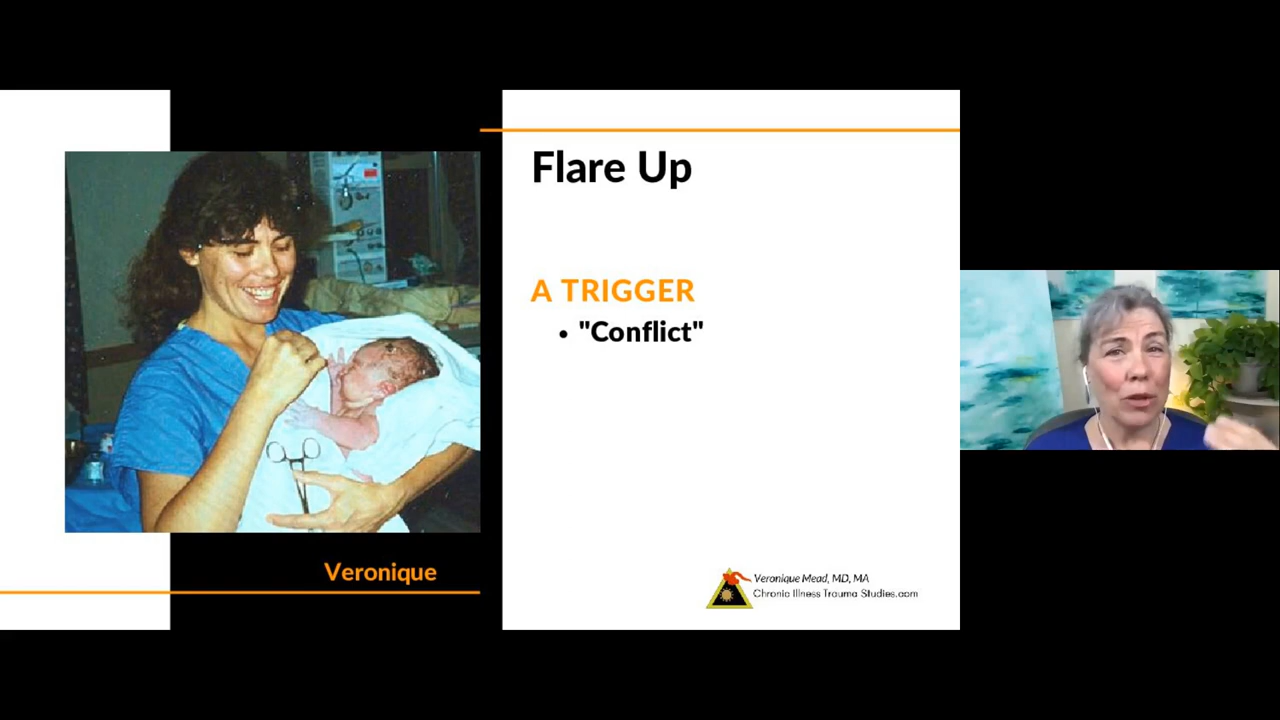 Flare Up
A TRIGGER
• "Conflict"
Veronique
Veronique Mead, MD, MA
Chronic Illness Trauma Studies.com